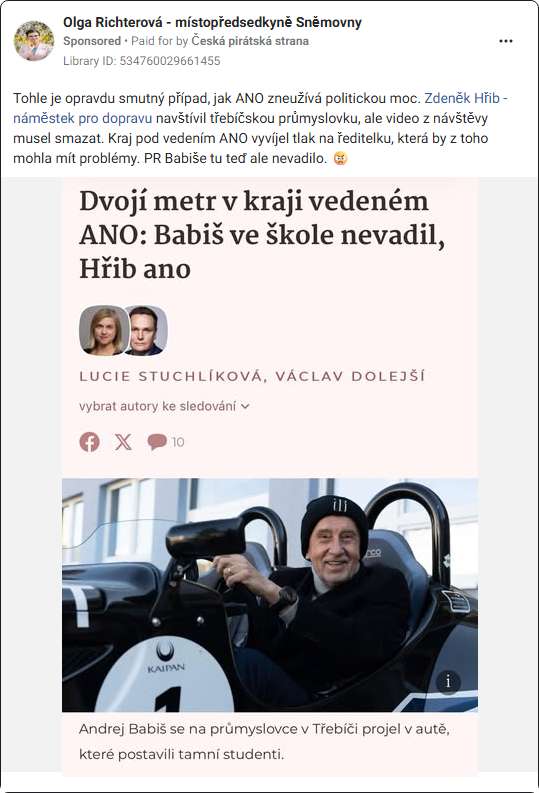 Olga Richterová - místopředsedkyně Sněmovny
Sponsored • Paid for by Česká pirátská strana
Library ID: 534760029661455
Tohle je opravdu smutný případ, jak ANO zneužívá politickou moc. Zdeněk Hřib -
náměstek pro dopravu navštívil třebíčskou průmyslovku, ale video z návštěvy
musel smazat. Kraj pod vedením ANO vyvíjel tlak na ředitelku, která by z toho
mohla mít problémy. PR Babiše tu teď ale nevadilo. 😡
Dvojí metr v kraji vedeném
ANO: Babiš ve škole nevadil,
Hřib ano
LUCIE STUCHLÍKOVÁ, VÁCLAV DOLEJŠÍ
vybrat autory ke sledování
10
ili
KAIPAN
1
i
Andrej Babiš se na průmyslovce v Třebíči projel v autě,
které postavili tamní studenti.